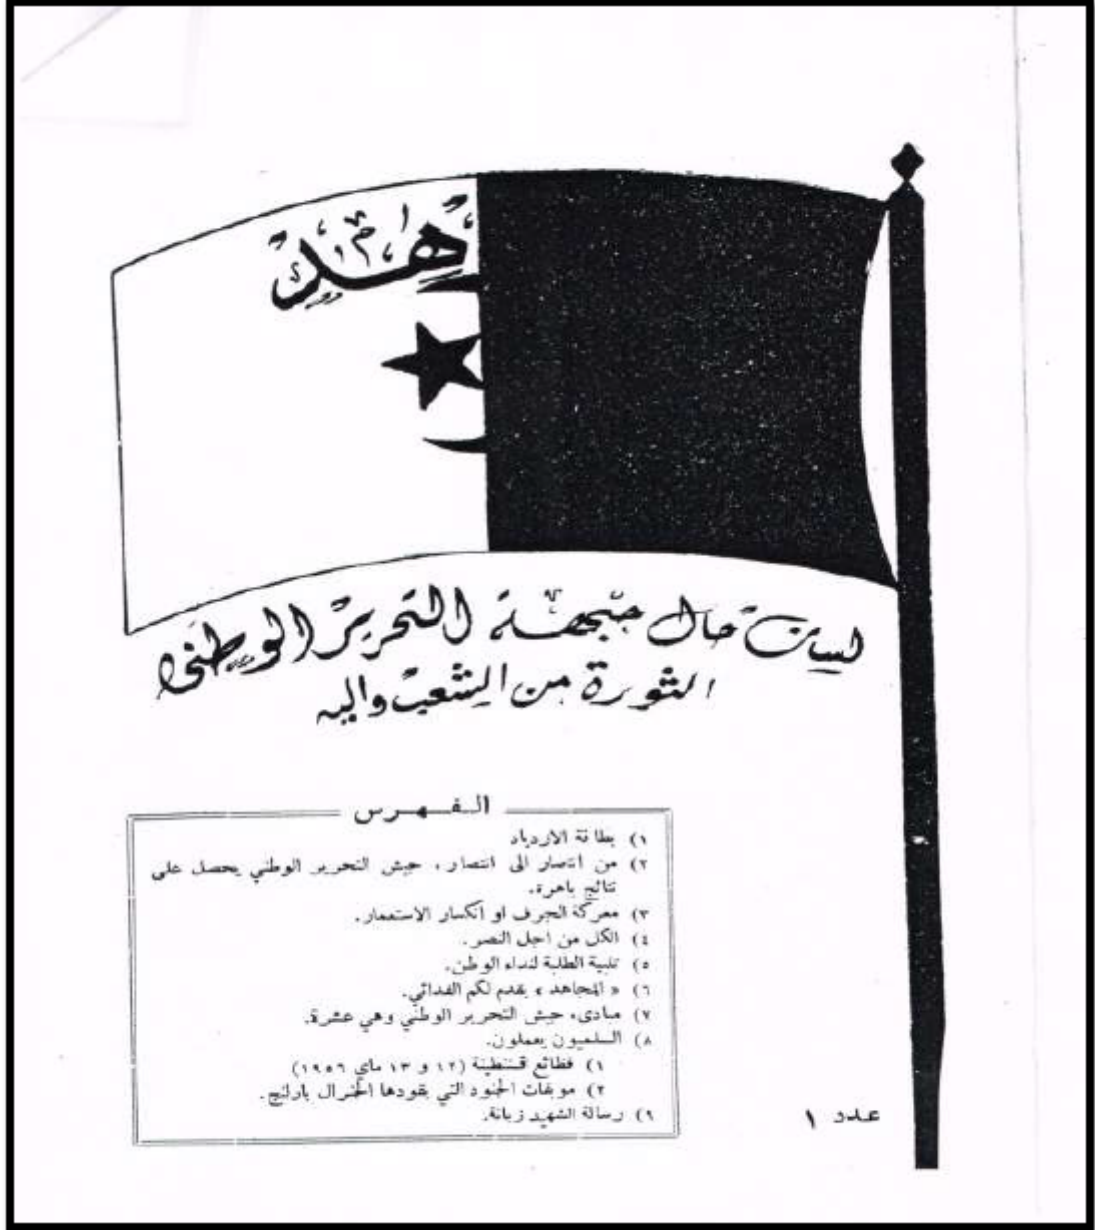 هد
لسان حال جبهة التحرير الوطني
الثورة من الشعب واليه
الفهرس
١) بطاقة الازدياد
٢) من انتصار الى انتصار ، جيش التحرير الوطني يحصل على
نتائج باهرة.
٣) معركة الجرف او انكسار الاستعمار.
٤) الكل من اجل النصر.
٥) تلبية الطلبة لنداء الوطن.
٦) « المجاهد » يقدم لكم الفدائي.
٧) مبادىء جيش التحرير الوطني وهي عشرة.
٨) السلميون يعملون.
١) فظائع قسنطينة (١٢ و ١٣ ماي ١٩٥٦)
٢) موبقات الجنود التي يقودها الجنرال بارلنج.
٩) رسالة الشهيد زبانة.
عدد ١